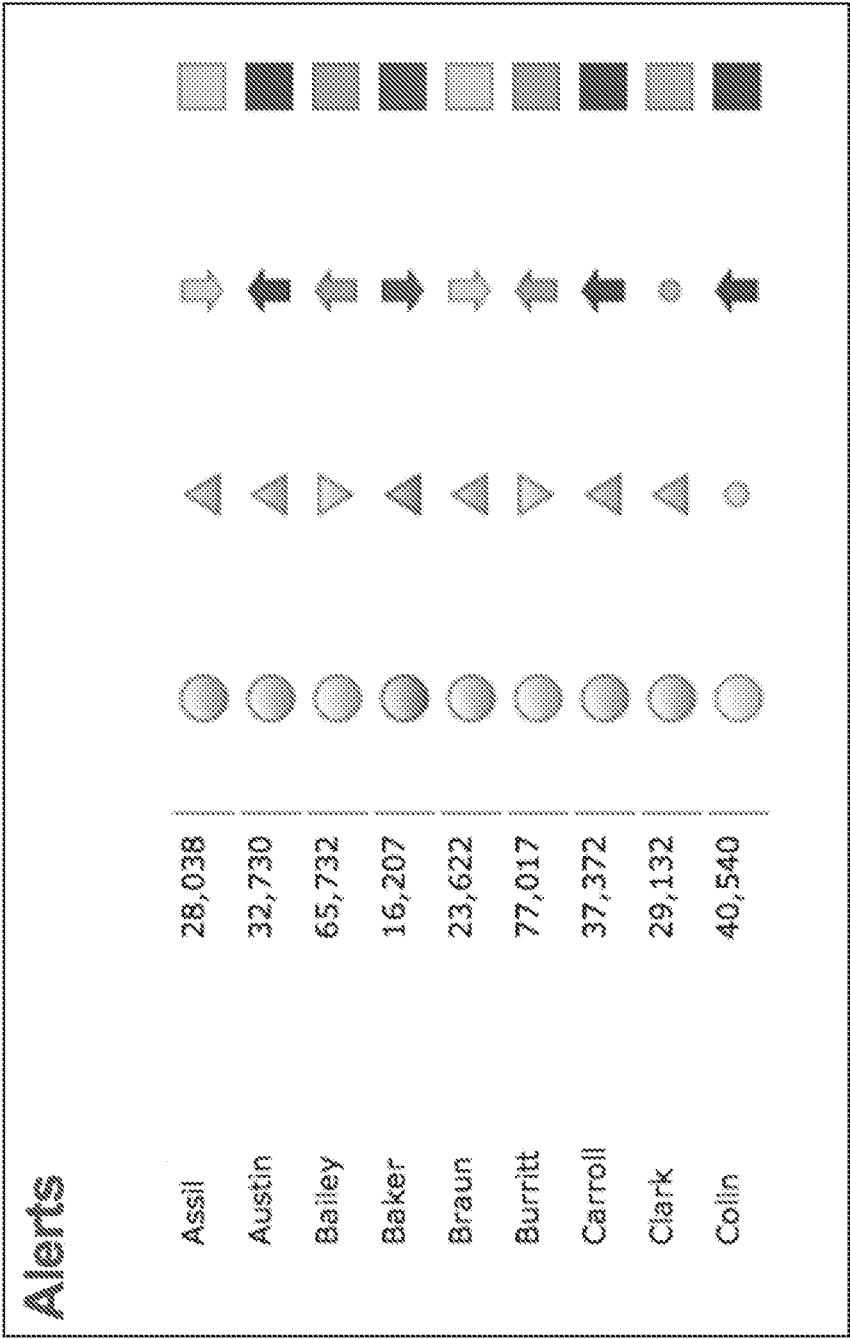 Alerts
Assil 28,038
Austin 32,730
Bailey 65,732
Baker 16,207
Braun 23,622
Burritt 77,017
Carroll 37,372
Clark 29,132
Colin 40,540